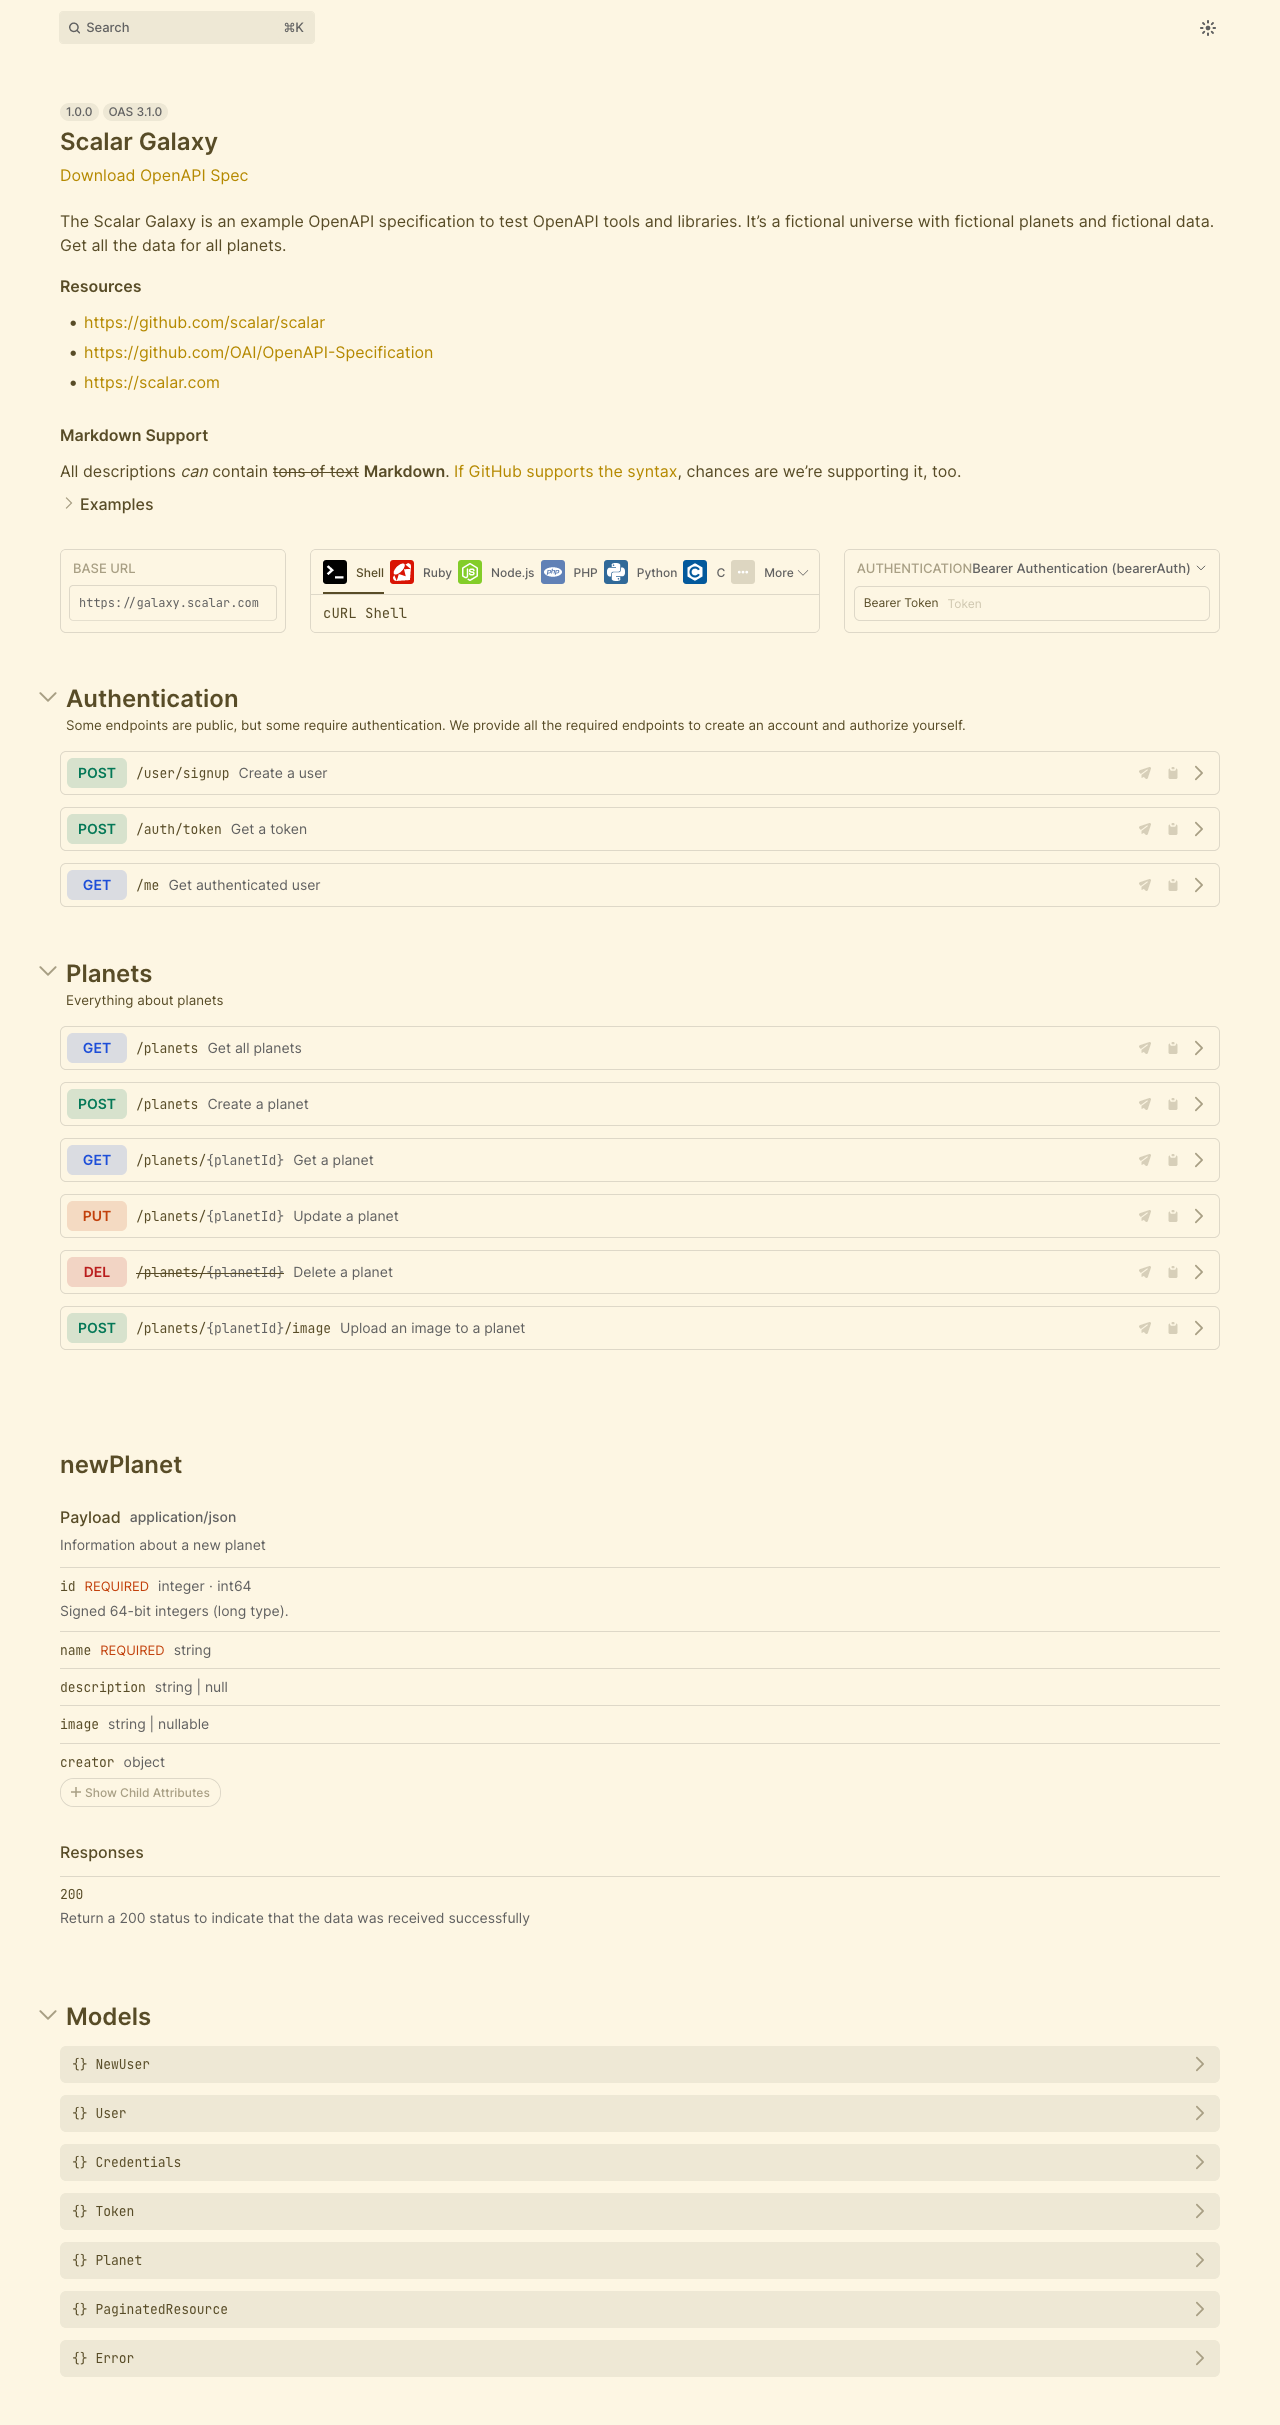 Search ⌘K
1.0.0 OAS 3.1.0
Scalar Galaxy
Download OpenAPI Spec
The Scalar Galaxy is an example OpenAPI specification to test OpenAPI tools and libraries. It’s a fictional universe with fictional planets and fictional data.
Get all the data for all planets.
Resources
• https://github.com/scalar/scalar
• https://github.com/OAI/OpenAPI-Specification
• https://scalar.com
Markdown Support
All descriptions can contain tons of text Markdown. If GitHub supports the syntax, chances are we’re supporting it, too.
Examples
BASE URL
https://galaxy.scalar.com
Shell Ruby Node.js php PHP Python C More
cURL Shell
AUTHENTICATION Bearer Authentication (bearerAuth)
Bearer Token Token
Authentication
Some endpoints are public, but some require authentication. We provide all the required endpoints to create an account and authorize yourself.
POST /user/signup Create a user
POST /auth/token Get a token
GET /me Get authenticated user
Planets
Everything about planets
GET /planets Get all planets
POST /planets Create a planet
GET /planets/{planetId} Get a planet
PUT /planets/{planetId} Update a planet
DEL /planets/{planetId} Delete a planet
POST /planets/{planetId}/image Upload an image to a planet
newPlanet
Payload application/json
Information about a new planet
id REQUIRED integer · int64
Signed 64-bit integers (long type).
name REQUIRED string
description string | null
image string | nullable
creator object
+ Show Child Attributes
Responses
200
Return a 200 status to indicate that the data was received successfully
Models
{} NewUser
{} User
{} Credentials
{} Token
{} Planet
{} PaginatedResource
{} Error